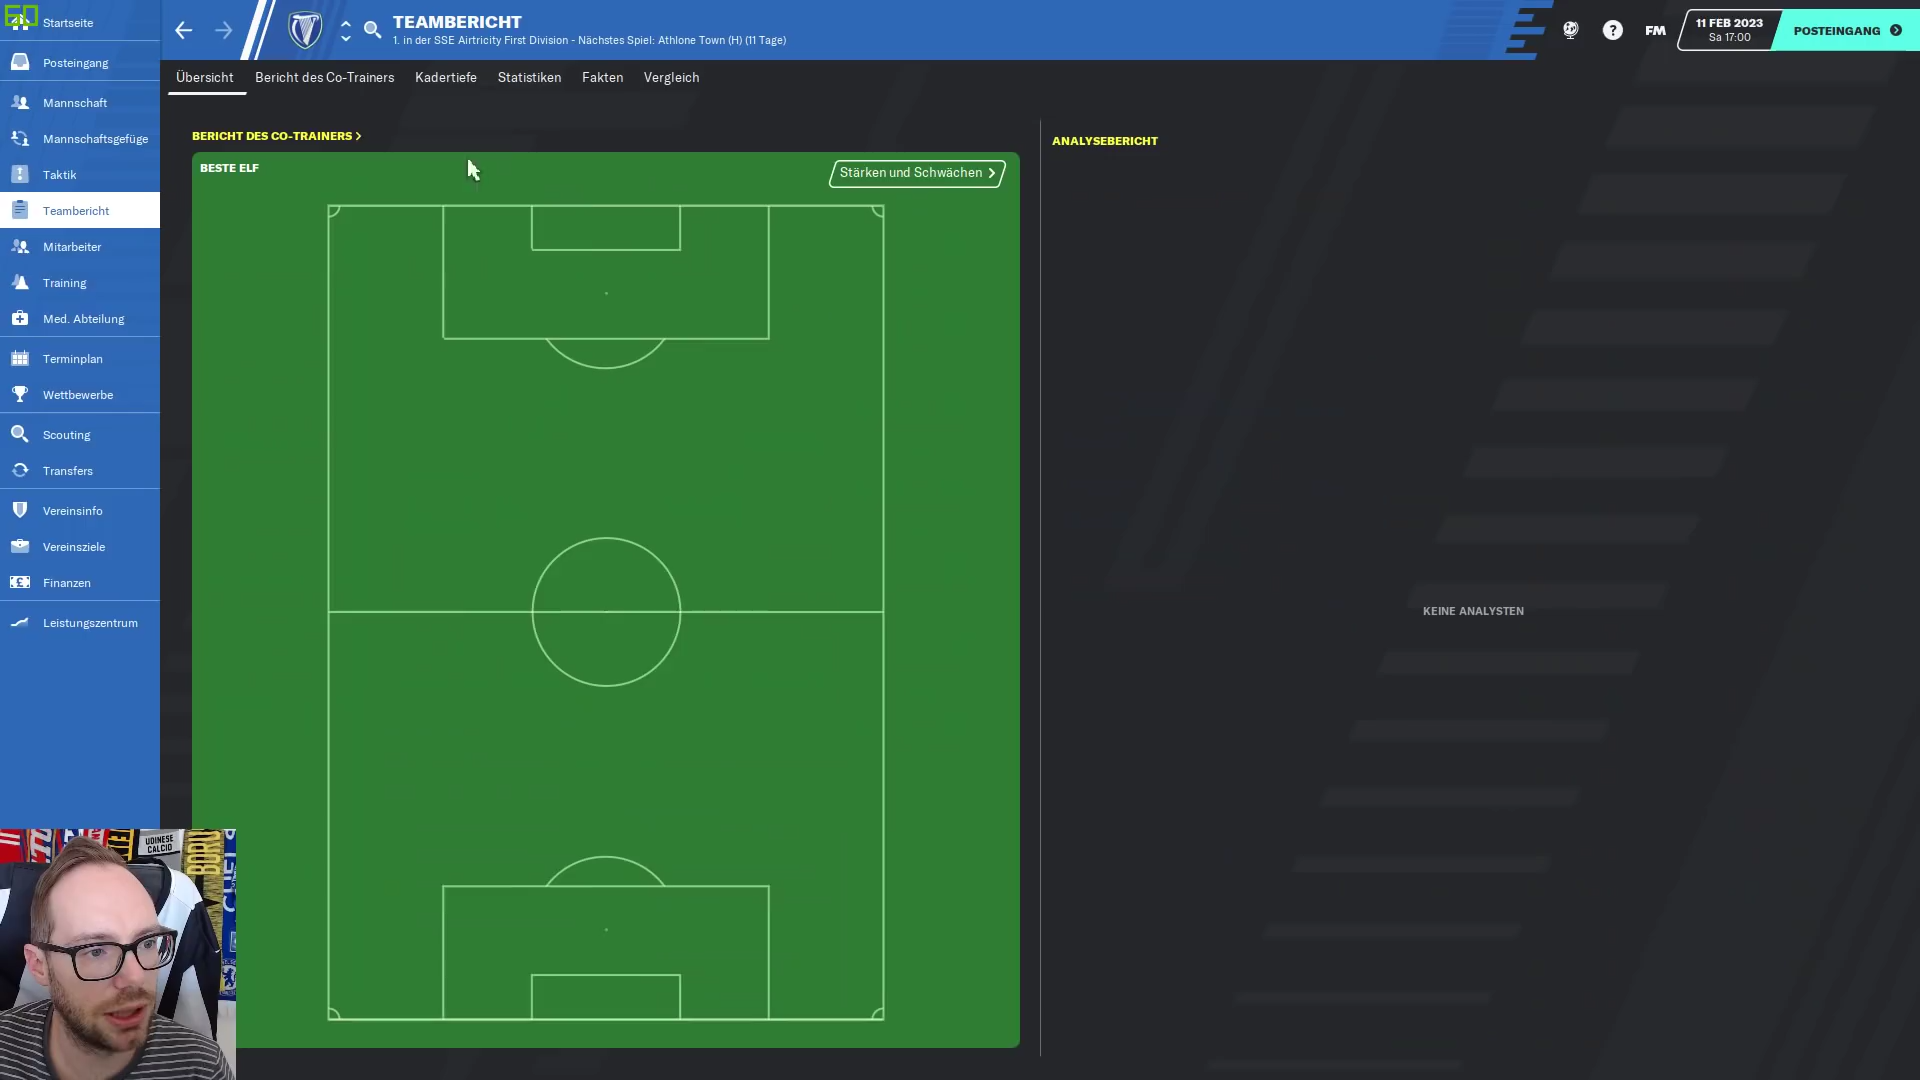 60
Startseite
Posteingang
Mannschaft
Mannschaftsgefüge
Taktik
Teambericht
Mitarbeiter
Training
Med. Abteilung
Terminplan
Wettbewerbe
Scouting
Transfers
Vereinsinfo
Vereinsziele
Finanzen
Leistungszentrum
TEAMBERICHT
1. in der SSE Airtricity First Division - Nächstes Spiel: Athlone Town (H) (11 Tage)
?
FM
11 FEB 2023
Sa 17:00
POSTEINGANG
Übersicht
Bericht des Co-Trainers
Kadertiefe
Statistiken
Fakten
Vergleich
BERICHT DES CO-TRAINERS >
BESTE ELF
Stärken und Schwächen >
ANALYSEBERICHT
KEINE ANALYSTEN
UDINESE
CALCIO